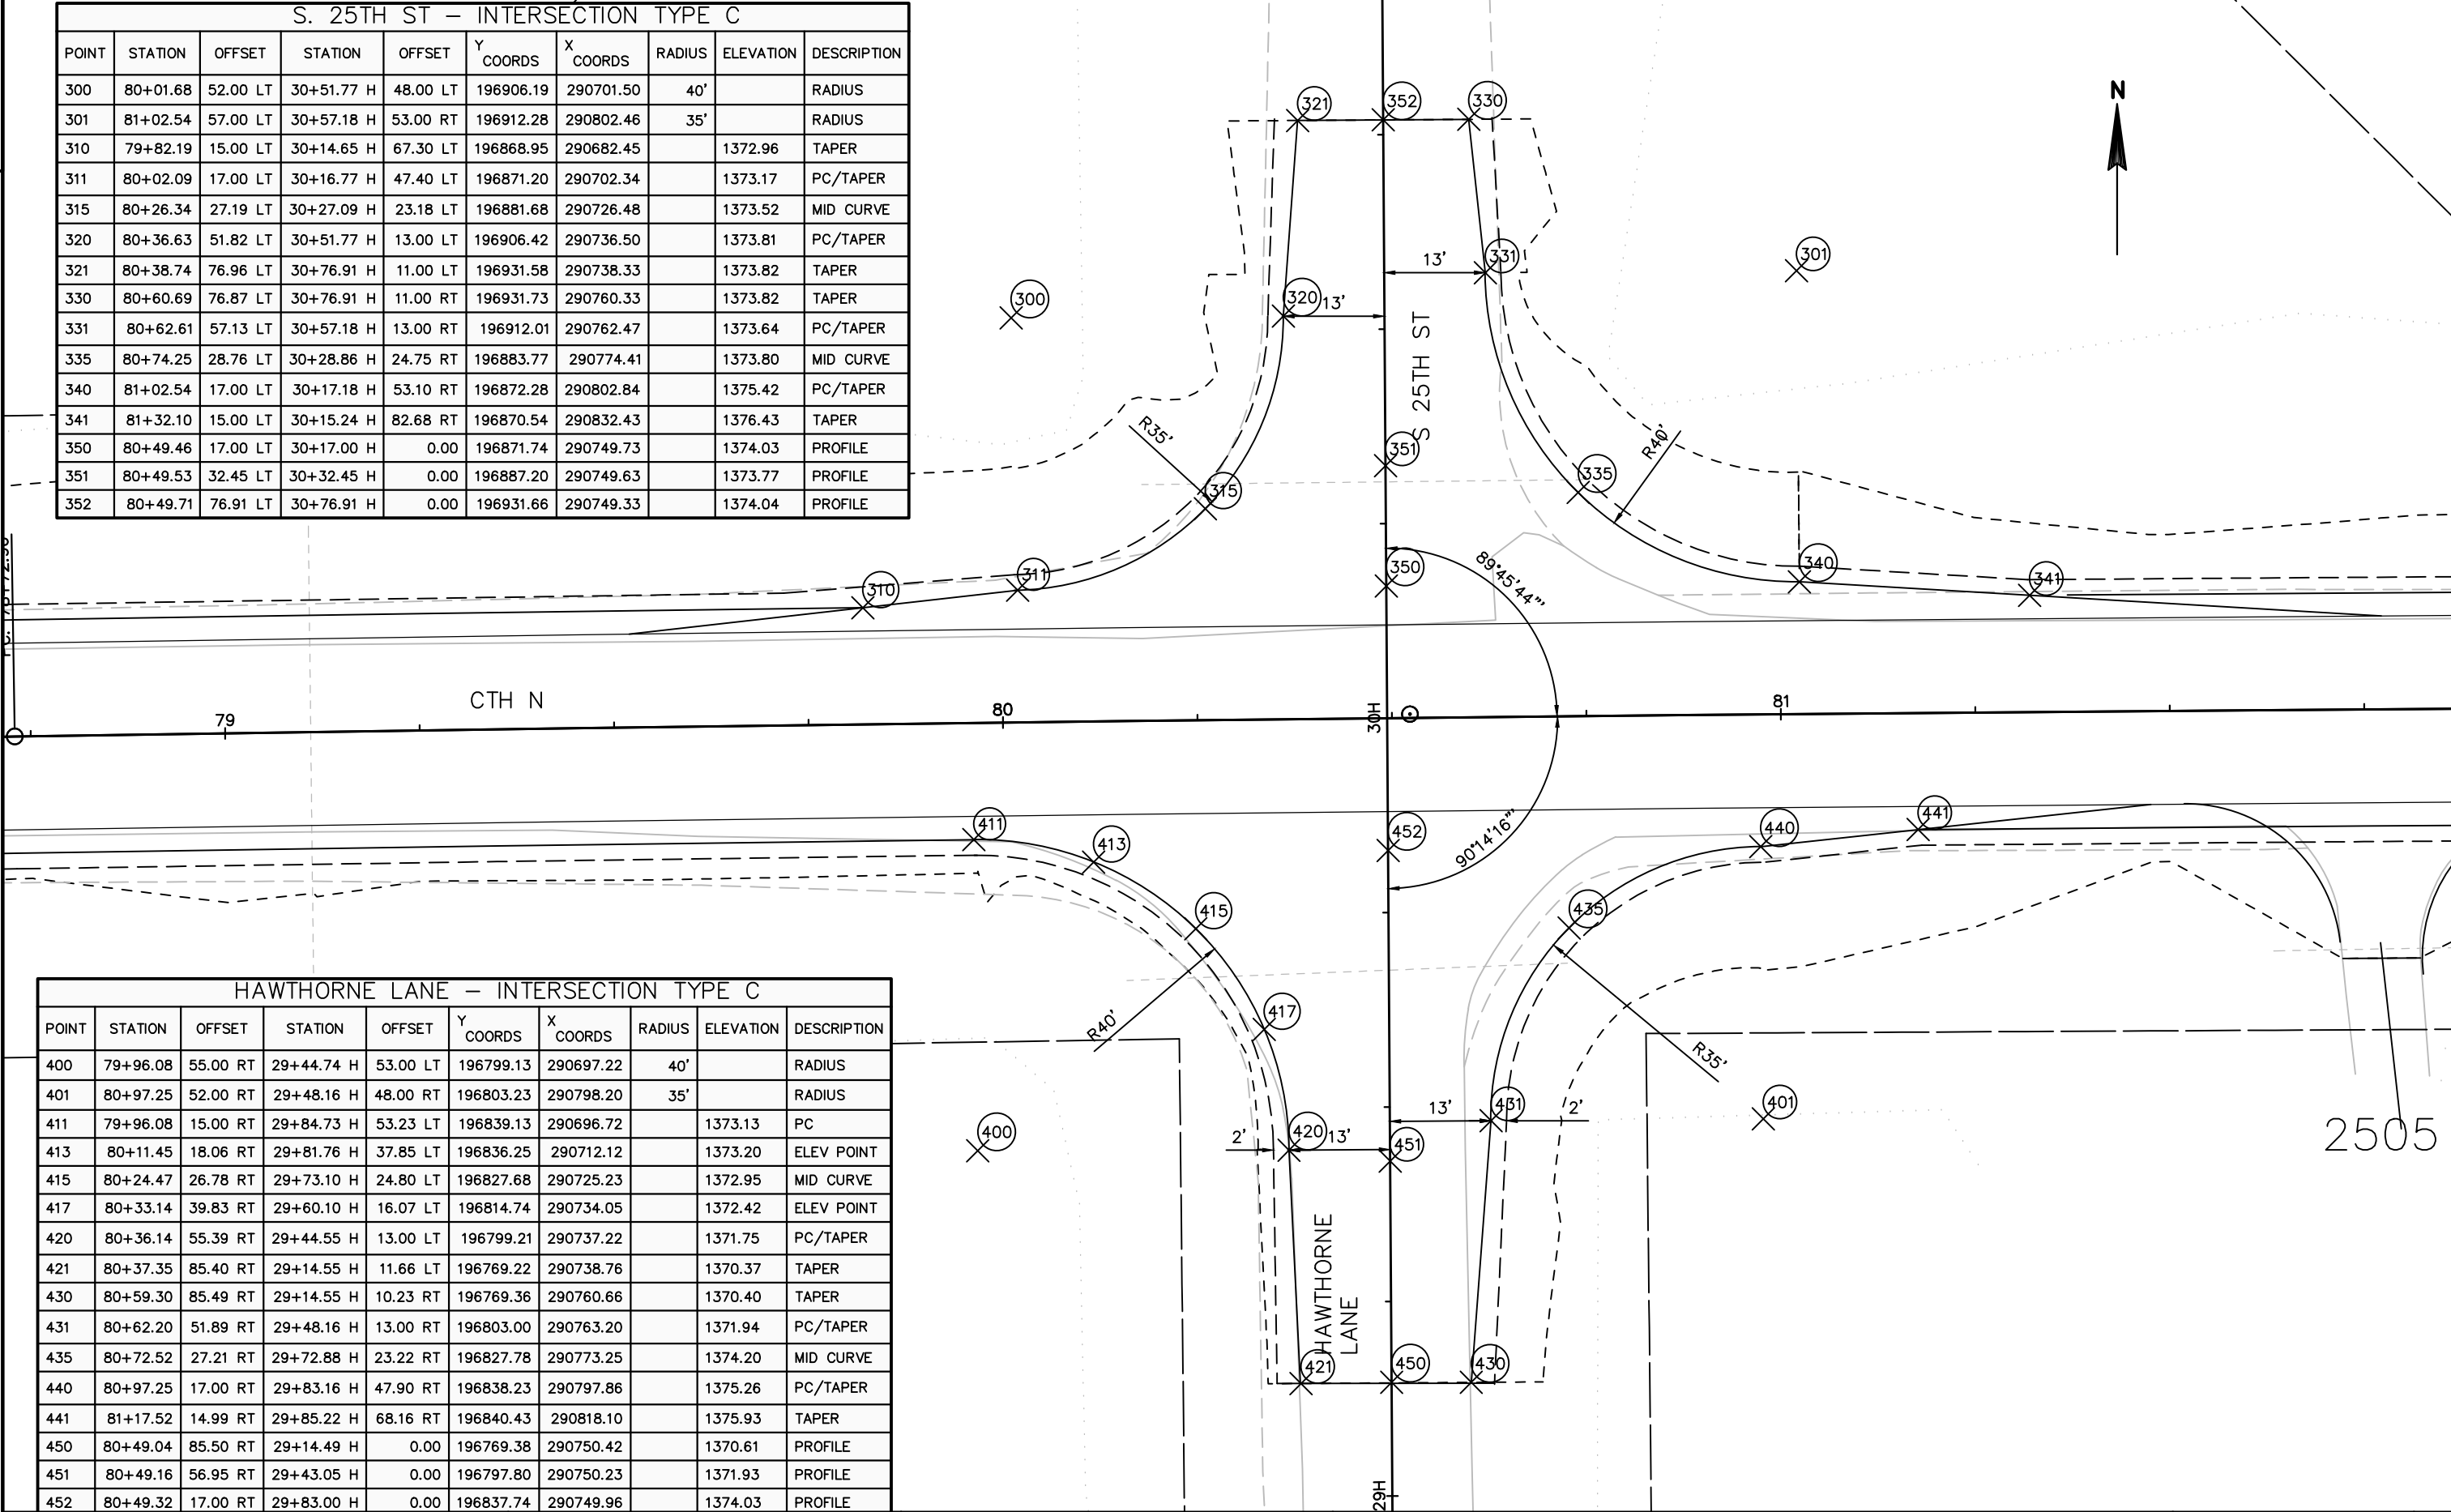 S. 25TH ST – INTERSECTION TYPE C
POINT STATION OFFSET STATION OFFSET Y COORDS X COORDS RADIUS ELEVATION DESCRIPTION
300 80+01.68 52.00 LT 30+51.77 H 48.00 LT 196906.19 290701.50 40' RADIUS
301 81+02.54 57.00 LT 30+57.18 H 53.00 RT 196912.28 290802.46 35' RADIUS
310 79+82.19 15.00 LT 30+14.65 H 67.30 LT 196868.95 290682.45 1372.96 TAPER
311 80+02.09 17.00 LT 30+16.77 H 47.40 LT 196871.20 290702.34 1373.17 PC/TAPER
315 80+26.34 27.19 LT 30+27.09 H 23.18 LT 196881.68 290726.48 1373.52 MID CURVE
320 80+36.63 51.82 LT 30+51.77 H 13.00 LT 196906.42 290736.50 1373.81 PC/TAPER
321 80+38.74 76.96 LT 30+76.91 H 11.00 LT 196931.58 290738.33 1373.82 TAPER
330 80+60.69 76.87 LT 30+76.91 H 11.00 RT 196931.73 290760.33 1373.82 TAPER
331 80+62.61 57.13 LT 30+57.18 H 13.00 RT 196912.01 290762.47 1373.64 PC/TAPER
335 80+74.25 28.76 LT 30+28.86 H 24.75 RT 196883.77 290774.41 1373.80 MID CURVE
340 81+02.54 17.00 LT 30+17.18 H 53.10 RT 196872.28 290802.84 1375.42 PC/TAPER
341 81+32.10 15.00 LT 30+15.24 H 82.68 RT 196870.54 290832.43 1376.43 TAPER
350 80+49.46 17.00 LT 30+17.00 H 0.00 196871.74 290749.73 1374.03 PROFILE
351 80+49.53 32.45 LT 30+32.45 H 0.00 196887.20 290749.63 1373.77 PROFILE
352 80+49.71 76.91 LT 30+76.91 H 0.00 196931.66 290749.33 1374.04 PROFILE
321
352
330
N
300
320
13'
13'
331
301
S 25TH ST
R35'
315
351
335
R40'
310
311
350
89°45'44"'
340
341
CTH N
79
80
30H
81
411
413
452
90°14'16"'
440
441
415
435
R40'
417
R35'
400
2'
420
13'
451
13'
431
2'
401
2505
HAWTHORNE
LANE
421
450
430
29H
HAWTHORNE LANE – INTERSECTION TYPE C
POINT STATION OFFSET STATION OFFSET Y COORDS X COORDS RADIUS ELEVATION DESCRIPTION
400 79+96.08 55.00 RT 29+44.74 H 53.00 LT 196799.13 290697.22 40' RADIUS
401 80+97.25 52.00 RT 29+48.16 H 48.00 RT 196803.23 290798.20 35' RADIUS
411 79+96.08 15.00 RT 29+84.73 H 53.23 LT 196839.13 290696.72 1373.13 PC
413 80+11.45 18.06 RT 29+81.76 H 37.85 LT 196836.25 290712.12 1373.20 ELEV POINT
415 80+24.47 26.78 RT 29+73.10 H 24.80 LT 196827.68 290725.23 1372.95 MID CURVE
417 80+33.14 39.83 RT 29+60.10 H 16.07 LT 196814.74 290734.05 1372.42 ELEV POINT
420 80+36.14 55.39 RT 29+44.55 H 13.00 LT 196799.21 290737.22 1371.75 PC/TAPER
421 80+37.35 85.40 RT 29+14.55 H 11.66 LT 196769.22 290738.76 1370.37 TAPER
430 80+59.30 85.49 RT 29+14.55 H 10.23 RT 196769.36 290760.66 1370.40 TAPER
431 80+62.20 51.89 RT 29+48.16 H 13.00 RT 196803.00 290763.20 1371.94 PC/TAPER
435 80+72.52 27.21 RT 29+72.88 H 23.22 RT 196827.78 290773.25 1374.20 MID CURVE
440 80+97.25 17.00 RT 29+83.16 H 47.90 RT 196838.23 290797.86 1375.26 PC/TAPER
441 81+17.52 14.99 RT 29+85.22 H 68.16 RT 196840.43 290818.10 1375.93 TAPER
450 80+49.04 85.50 RT 29+14.49 H 0.00 196769.38 290750.42 1370.61 PROFILE
451 80+49.16 56.95 RT 29+43.05 H 0.00 196797.80 290750.23 1371.93 PROFILE
452 80+49.32 17.00 RT 29+83.00 H 0.00 196837.74 290749.96 1374.03 PROFILE